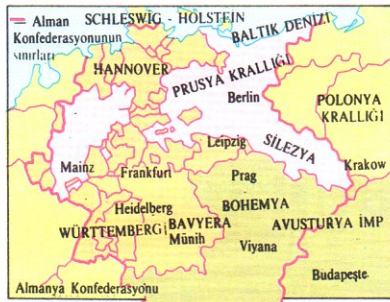 Alman
Konfederasyonunun
sınırları
SCHLESWIG - HOLSTEIN
BALTIK DENİZİ
HANNOVER
PRUSYA KRALLIĞI
Berlin
POLONYA
KRALLIĞI
Leipzig
SİLEZYA
Mainz
Frankfurt
Prag
Krakow
Heidelberg
BOHEMYA
WÜRTTEMBERG
BAVYERA
AVUSTURYA İMP
Münih
Viyana
Budapeşte
Almanya Konfederasyonu